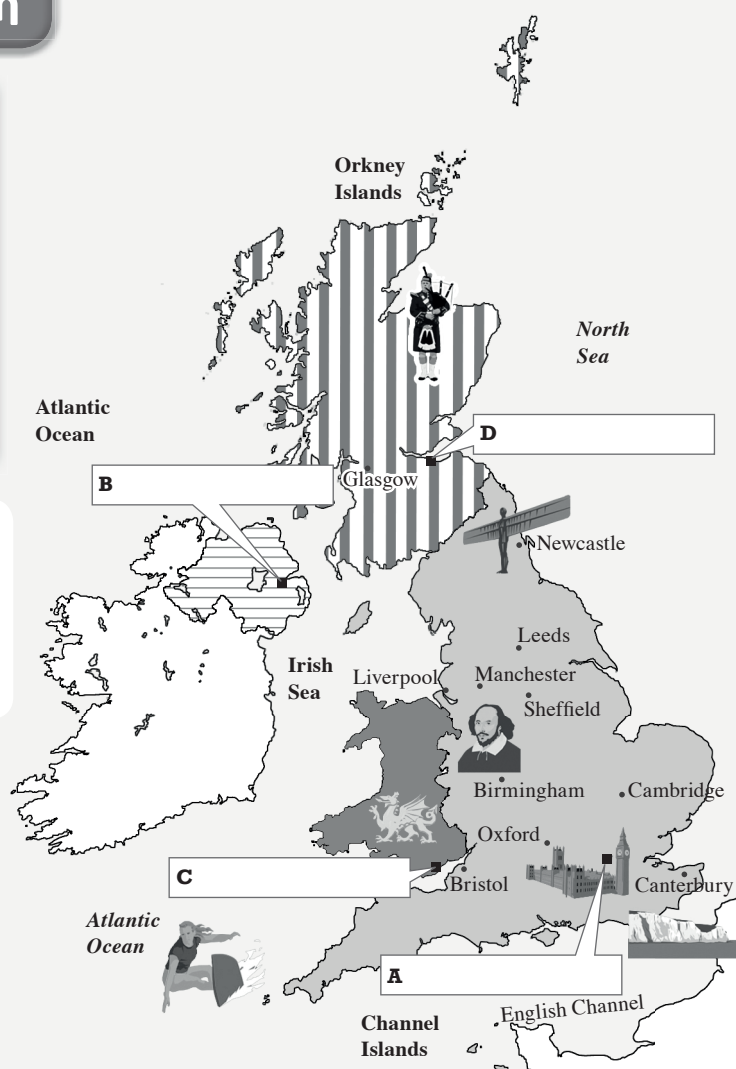 Orkney
Islands
North
Sea
Atlantic
Ocean
D
B
Glasgow
Newcastle
Leeds
Irish
Sea
Liverpool
Manchester
Sheffield
Birmingham
Cambridge
Oxford
C
Bristol
Canterbury
Atlantic
Ocean
A
English Channel
Channel
Islands